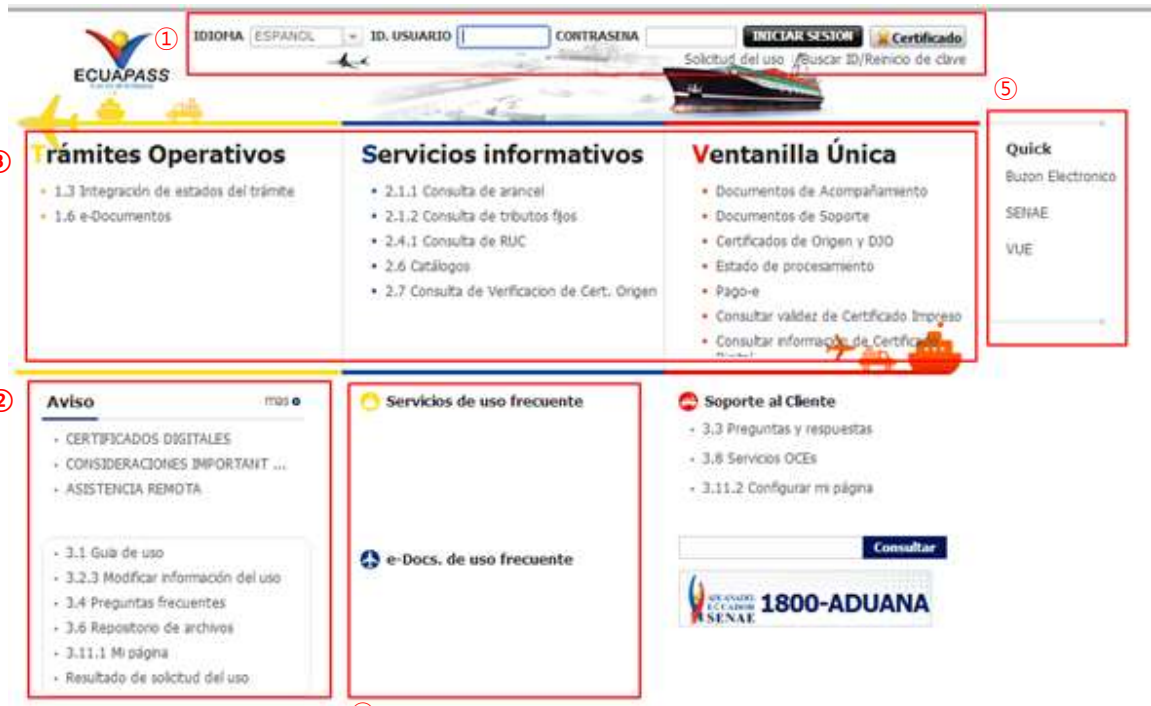 ①
IDIOMA ESPAÑOL ID. USUARIO CONTRASENA INICIAR SESION Certificado
Solicitud del uso /Buscar ID/Reinicio de clave
ECUAPASS
⑤
Trámites Operativos
• 1.3 Integración de estados del trámite
• 1.6 e-Documentos
Servicios informativos
• 2.1.1 Consulta de arancel
• 2.1.2 Consulta de tributos fijos
• 2.4.1 Consulta de RUC
• 2.6 Catálogos
• 2.7 Consulta de Verificacion de Cert. Origen
Ventanilla Única
• Documentos de Acompañamiento
• Documentos de Soporte
• Certificados de Origen y DJO
• Estado de procesamiento
• Pago-e
• Consultar validez de Certificado Impreso
• Consultar información de Certificado
Quick
Buzon Electronico
SENAE
VUE
Aviso mas
• CERTIFICADOS DIGITALES
• CONSIDERACIONES IMPORTANT ...
• ASISTENCIA REMOTA
• 3.1 Guia de uso
• 3.2.3 Modificar información del uso
• 3.4 Preguntas frecuentes
• 3.6 Repositorio de archivos
• 3.11.1 Mi página
• Resultado de solicitud del uso
Servicios de uso frecuente
e-Docs. de uso frecuente
Soporte al Cliente
• 3.3 Preguntas y respuestas
• 3.8 Servicios OCEs
• 3.11.2 Configurar mi página
Consultar
ECUADOR
SENAE
1800-ADUANA